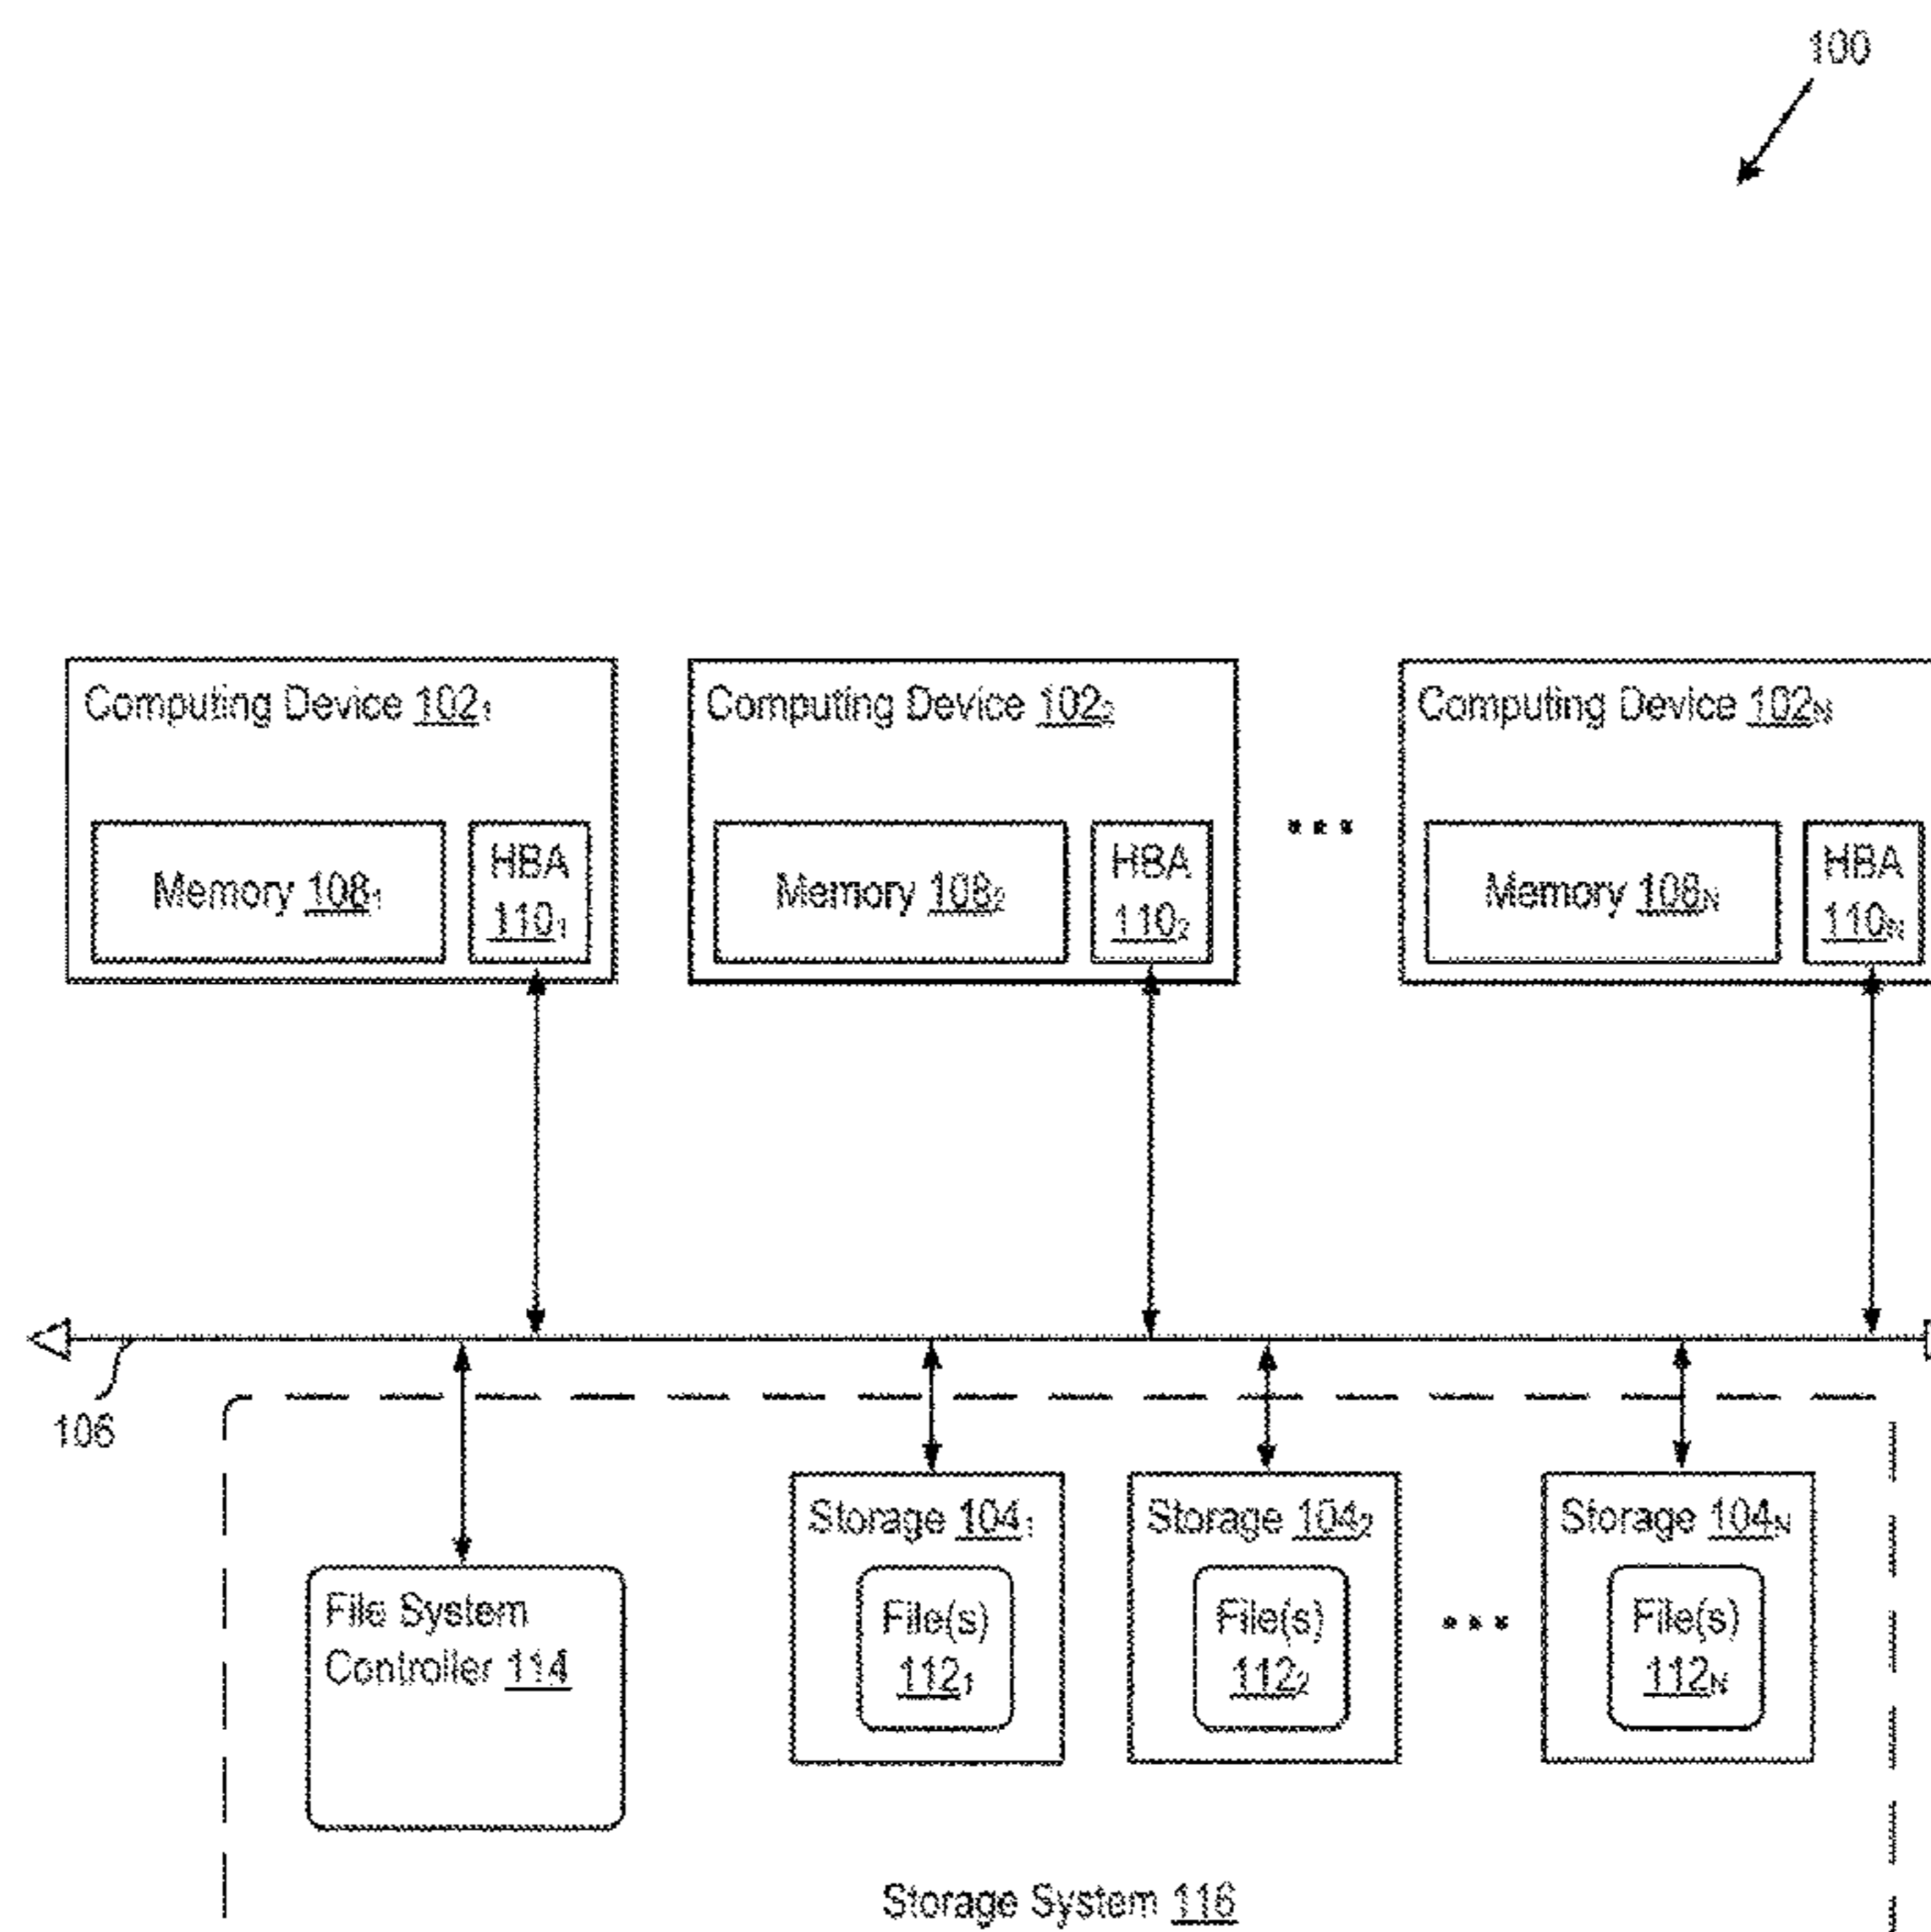 100
Computing Device 102₁
Computing Device 102₂
Computing Device 102N
Memory 108₁
HBA
110₁
Memory 108₂
HBA
110₂
...
Memory 108N
HBA
110N
106
Storage 104₁
Storage 104₂
Storage 104N
File System
Controller 114
File(s)
112₁
File(s)
112₂
...
File(s)
112N
Storage System 116